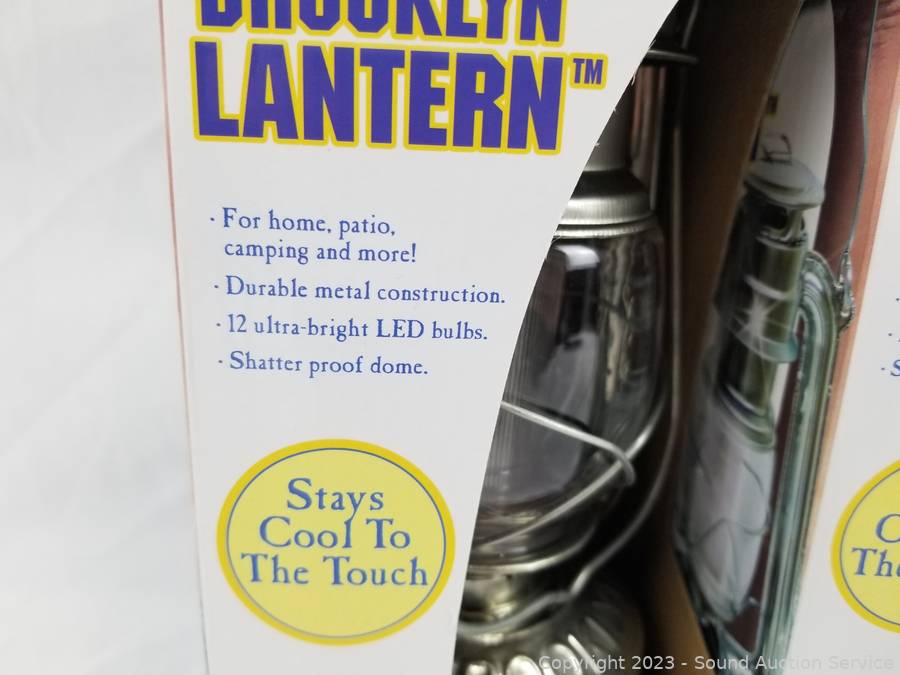 BROOKLYN
LANTERN™
· For home, patio,
camping and more!
· Durable metal construction.
· 12 ultra-bright LED bulbs.
· Shatter proof dome.
Stays
Cool To
The Touch
Copyright 2023 - Sound Auction Service